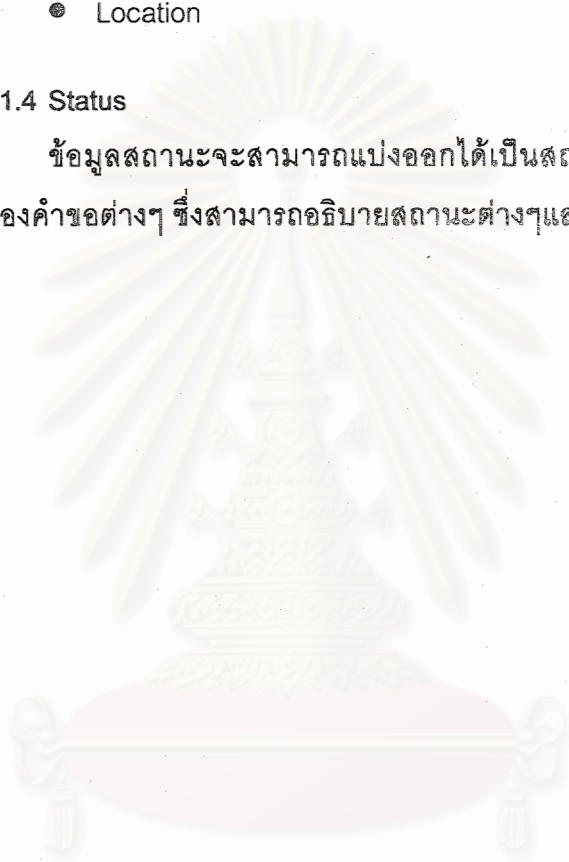 ● Location
1.4 Status
ข้อมูลสถานะจะสามารถแบ่งออกได้เป็นสถ
องคำขอต่างๆ ซึ่งสามารถอธิบายสถานะต่างๆแล